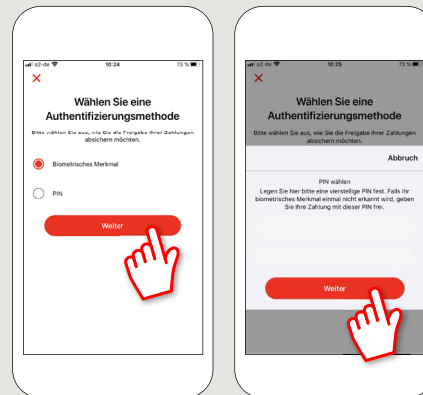 o2-de 10:24 73 %
Wählen Sie eine
Authentifizierungsmethode
Bitte wählen Sie aus, wie Sie die Freigabe Ihrer Zahlungen
absichern möchten.
Biometrisches Merkmal
PIN
Weiter
o2-de 10:25 73 %
Wählen Sie eine
Authentifizierungsmethode
Bitte wählen Sie aus, wie Sie die Freigabe Ihrer Zahlungen
absichern möchten.
Abbruch
PIN wählen
Legen Sie hier bitte eine vierstellige PIN fest. Falls Ihr
biometrisches Merkmal einmal nicht erkannt wird, geben
Sie Ihre Zahlung mit dieser PIN frei.
Weiter